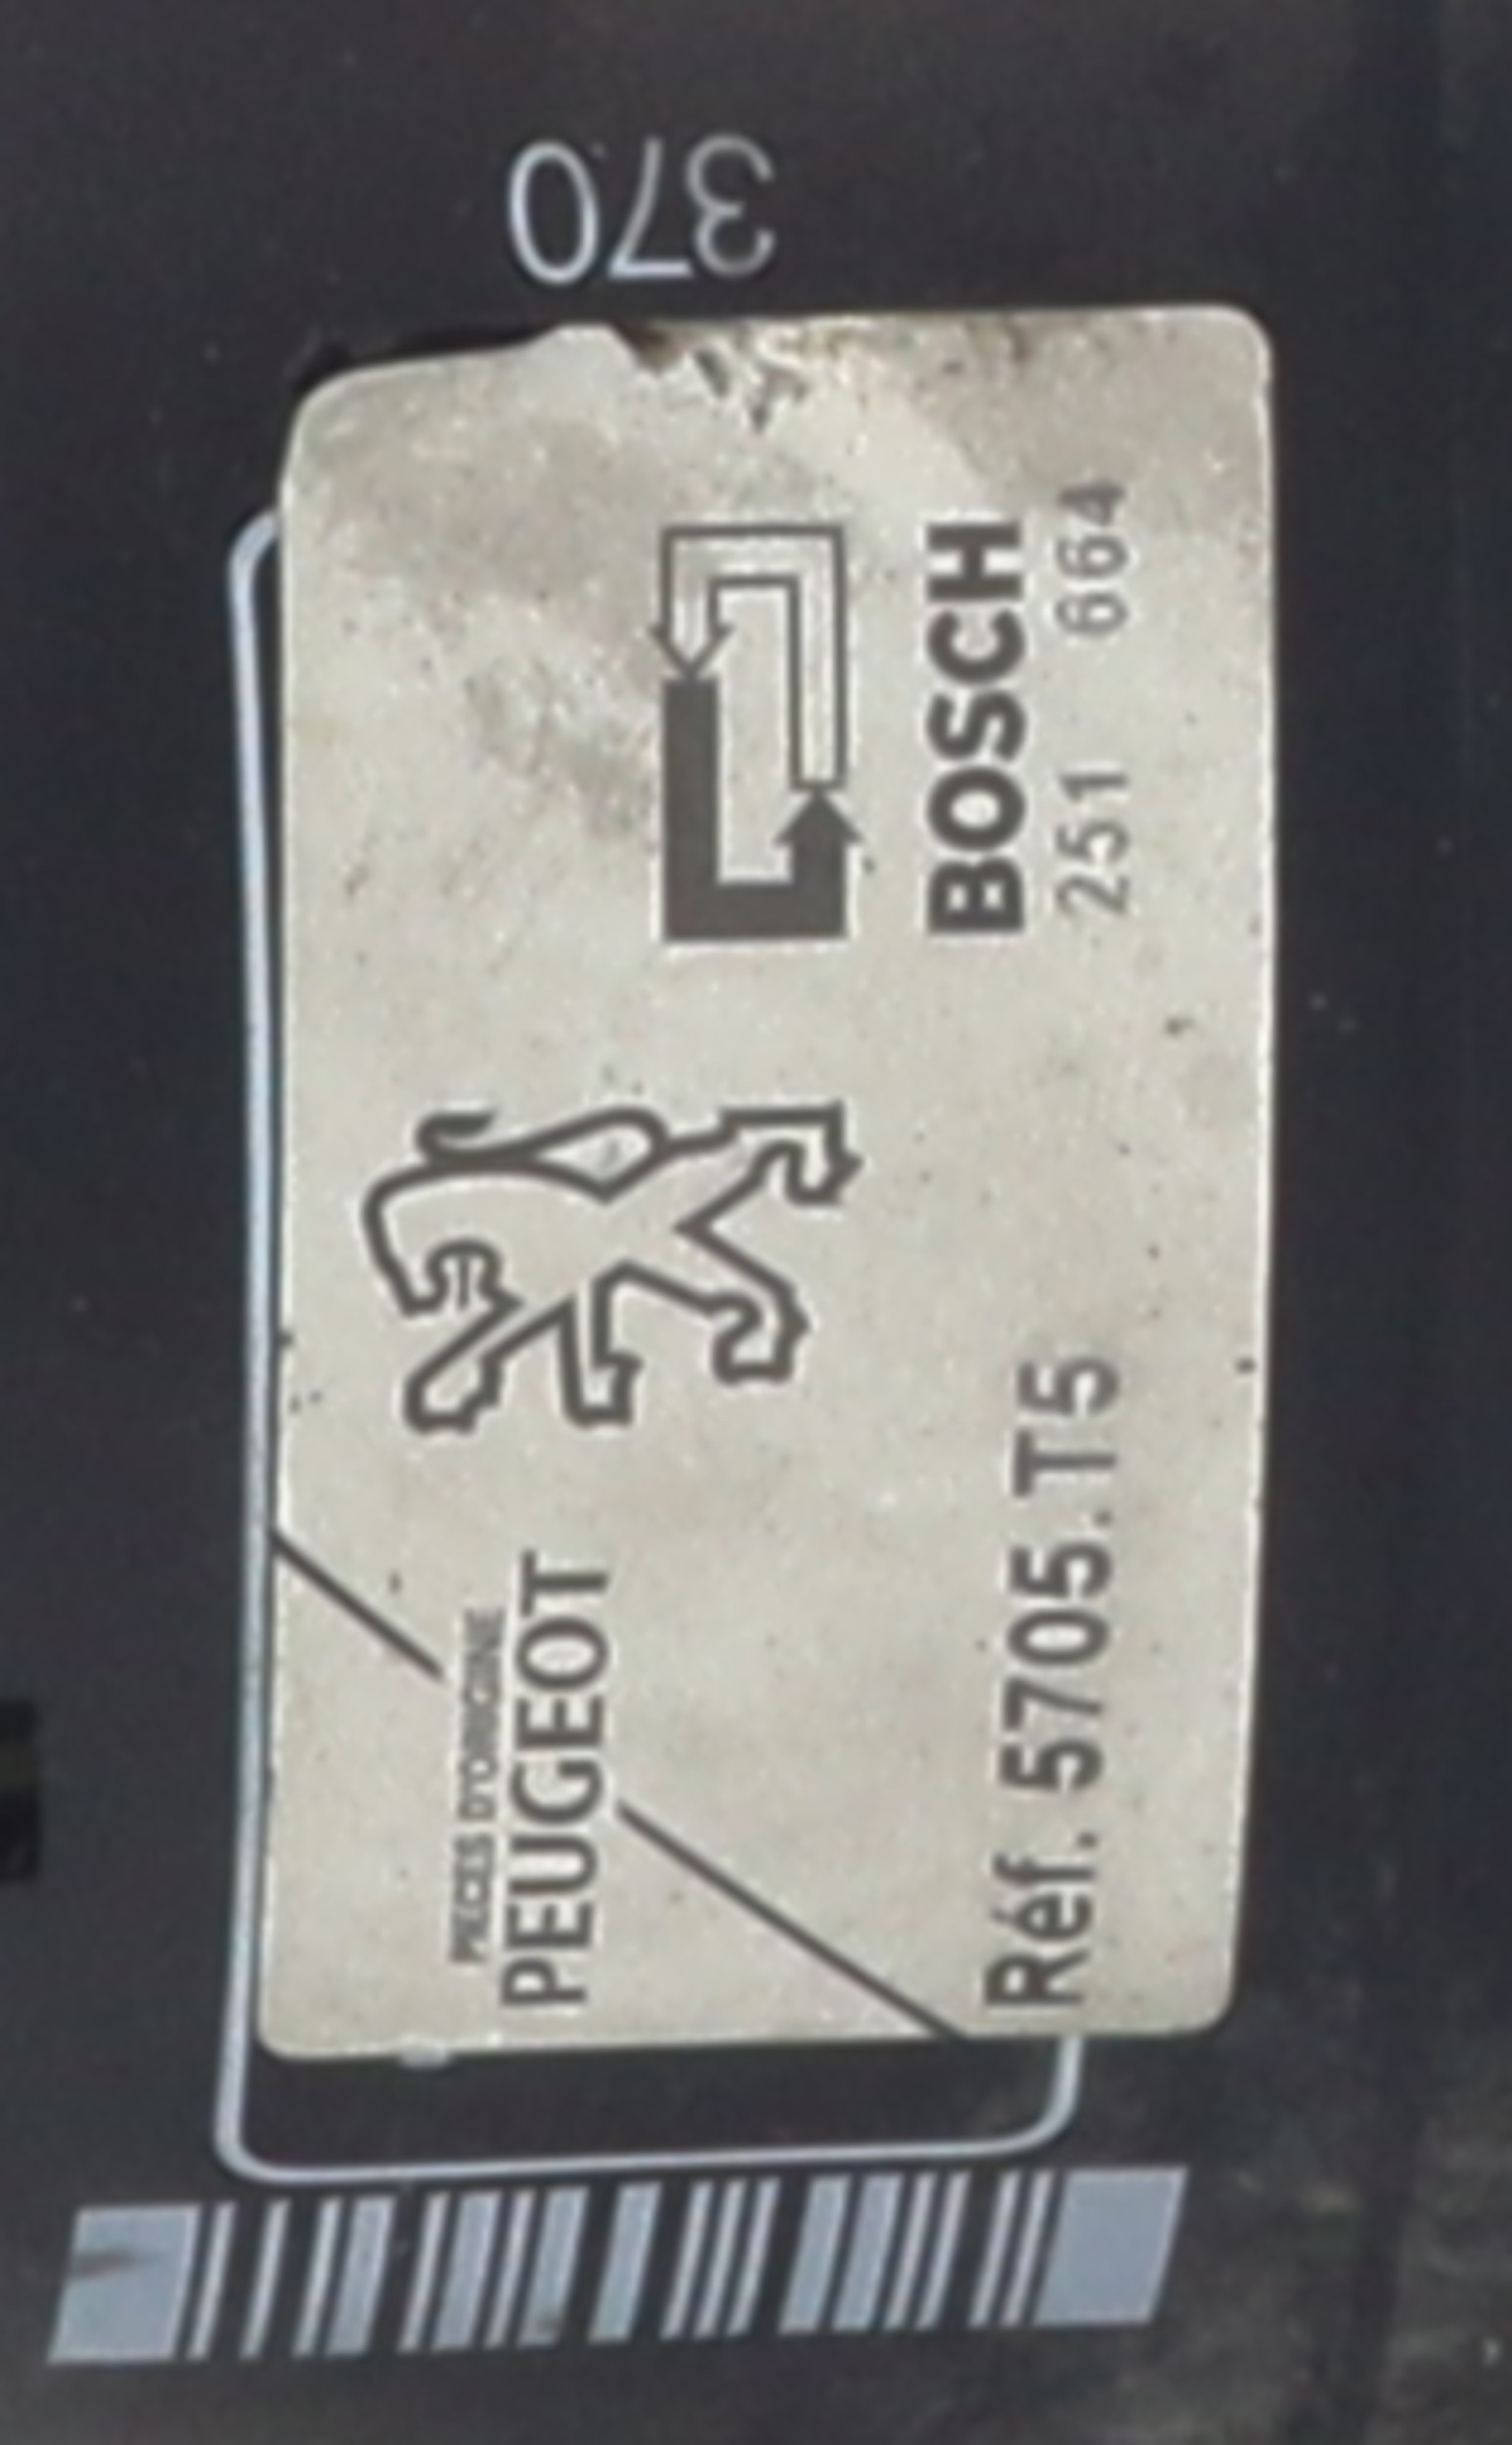 370
PIECES D'ORIGINE
PEUGEOT
Réf. 5705.T5
BOSCH
251 664